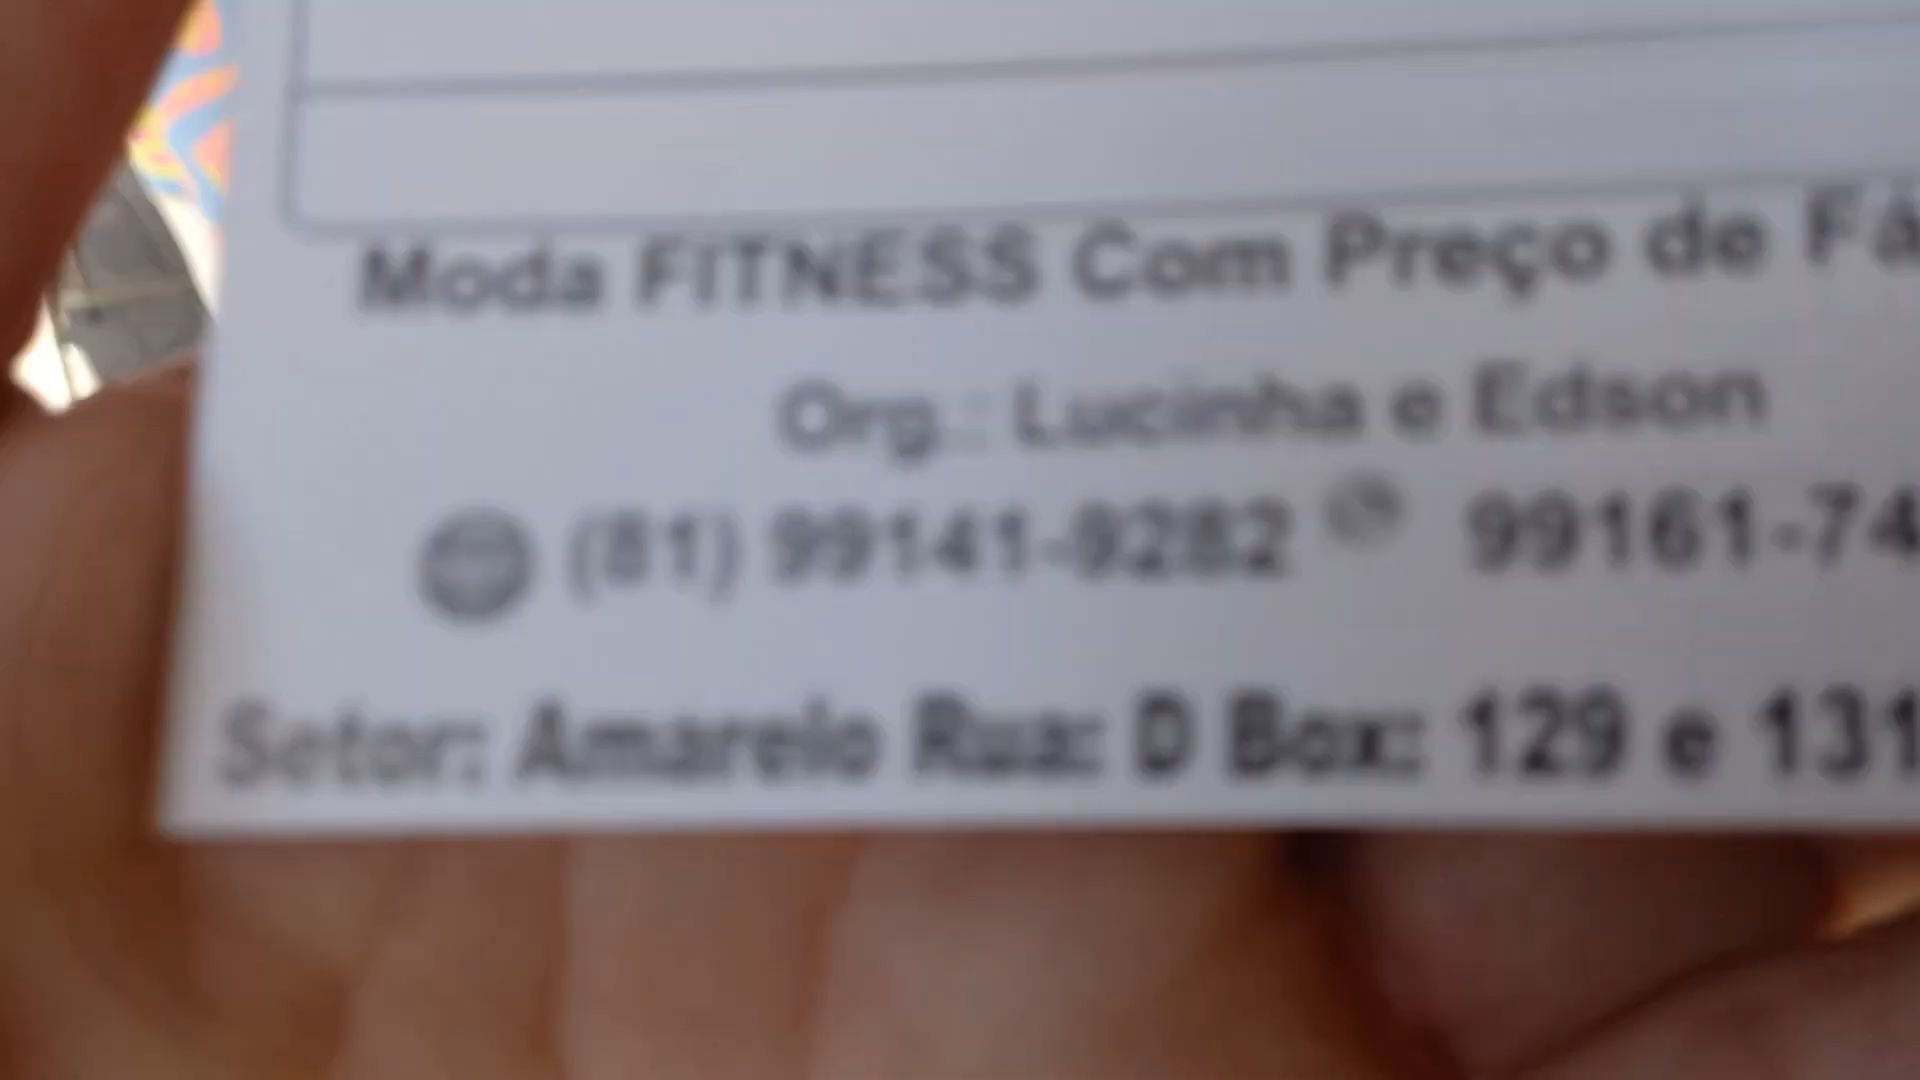 Moda FITNESS Com Preço de Fá
Org.: Lucinha e Edson
(81) 99141-9282 99161-74
Setor: Amarelo Rua: D Box: 129 e 131